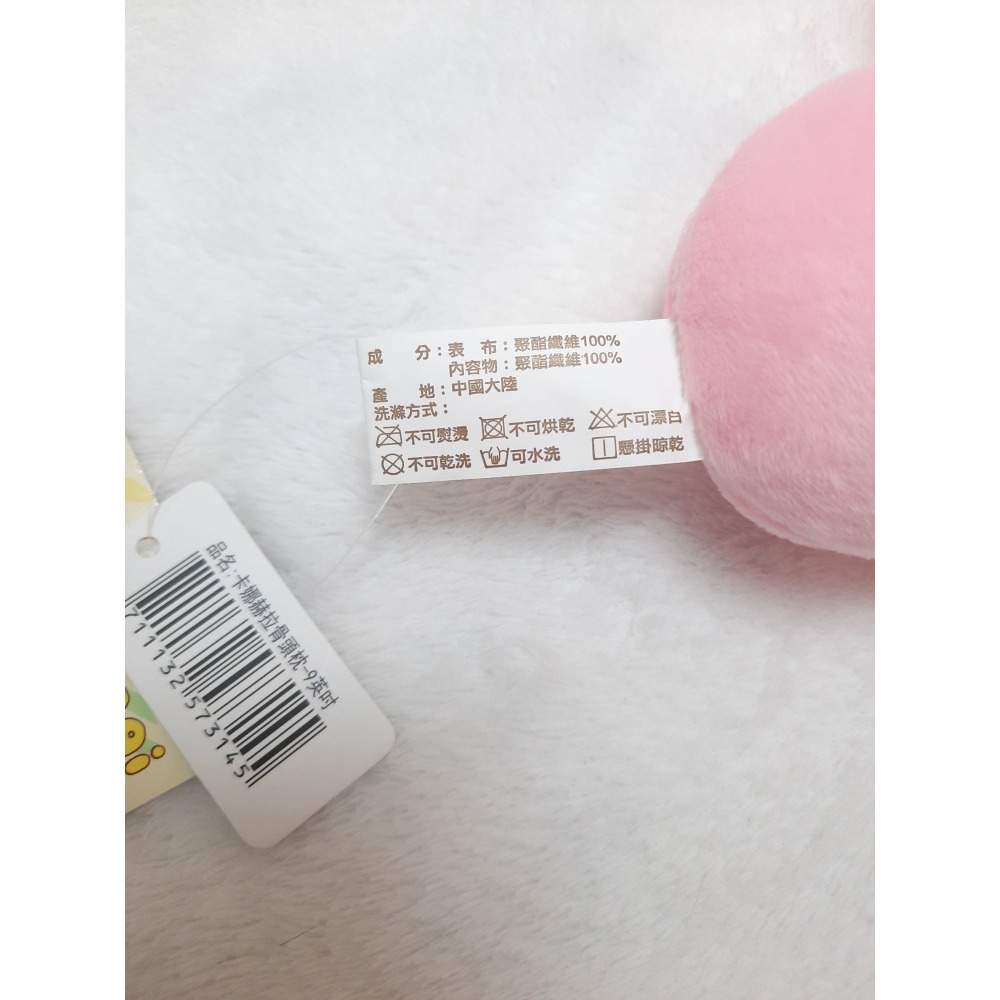 成　分：表　布：聚酯纖維100%
內容物：聚酯纖維100%
產　地：中國大陸
洗滌方式：
不可熨燙 不可烘乾 不可漂白
不可乾洗 可水洗 懸掛晾乾
品名:卡娜赫拉骨頭枕-9英吋
711132573145